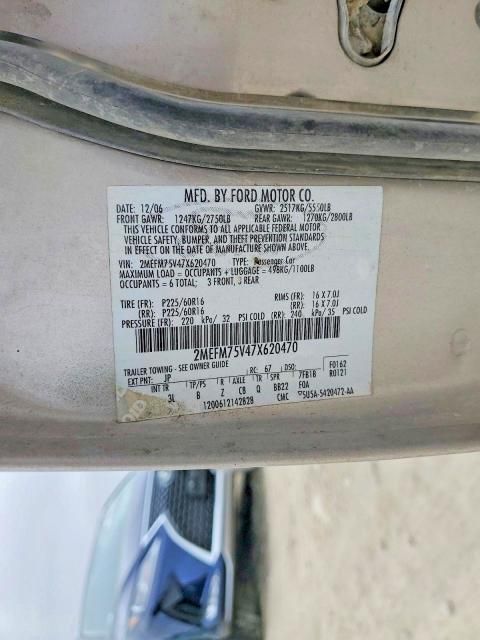 MFD. BY FORD MOTOR CO.
DATE: 12/06 GVWR: 2517KG/5550LB
FRONT GAWR: 1247KG/2750LB REAR GAWR: 1270KG/2800LB
THIS VEHICLE CONFORMS TO ALL APPLICABLE FEDERAL MOTOR
VEHICLE SAFETY, BUMPER, AND THEFT PREVENTION STANDARDS
IN EFFECT ON THE DATE OF MANUFACTURE SHOWN ABOVE.
VIN: 2MEFM75V47X620470 TYPE: Passenger Car
MAXIMUM LOAD = OCCUPANTS + LUGGAGE = 498KG/1100LB
OCCUPANTS = 6 TOTAL; 3 FRONT, 3 REAR
TIRE (FR): P225/60R16 RIMS (FR): 16 X 7.0J
(RR): P225/60R16 (RR): 16 X 7.0J
PRESSURE (FR): 220 kPa/ 32 PSI COLD (RR): 240 kPa/35 PSI COLD
2MEFM75V47X620470
TRAILER TOWING - SEE OWNER GUIDE
EXT PNT: JP RC: 67 DSO: F0162
INT TR TP/PS R AXLE TR SPR 7FB18 R0121
3L B Z CB Q BB22 FOA
1200612142828 CMC 5U5A-5420472-AA